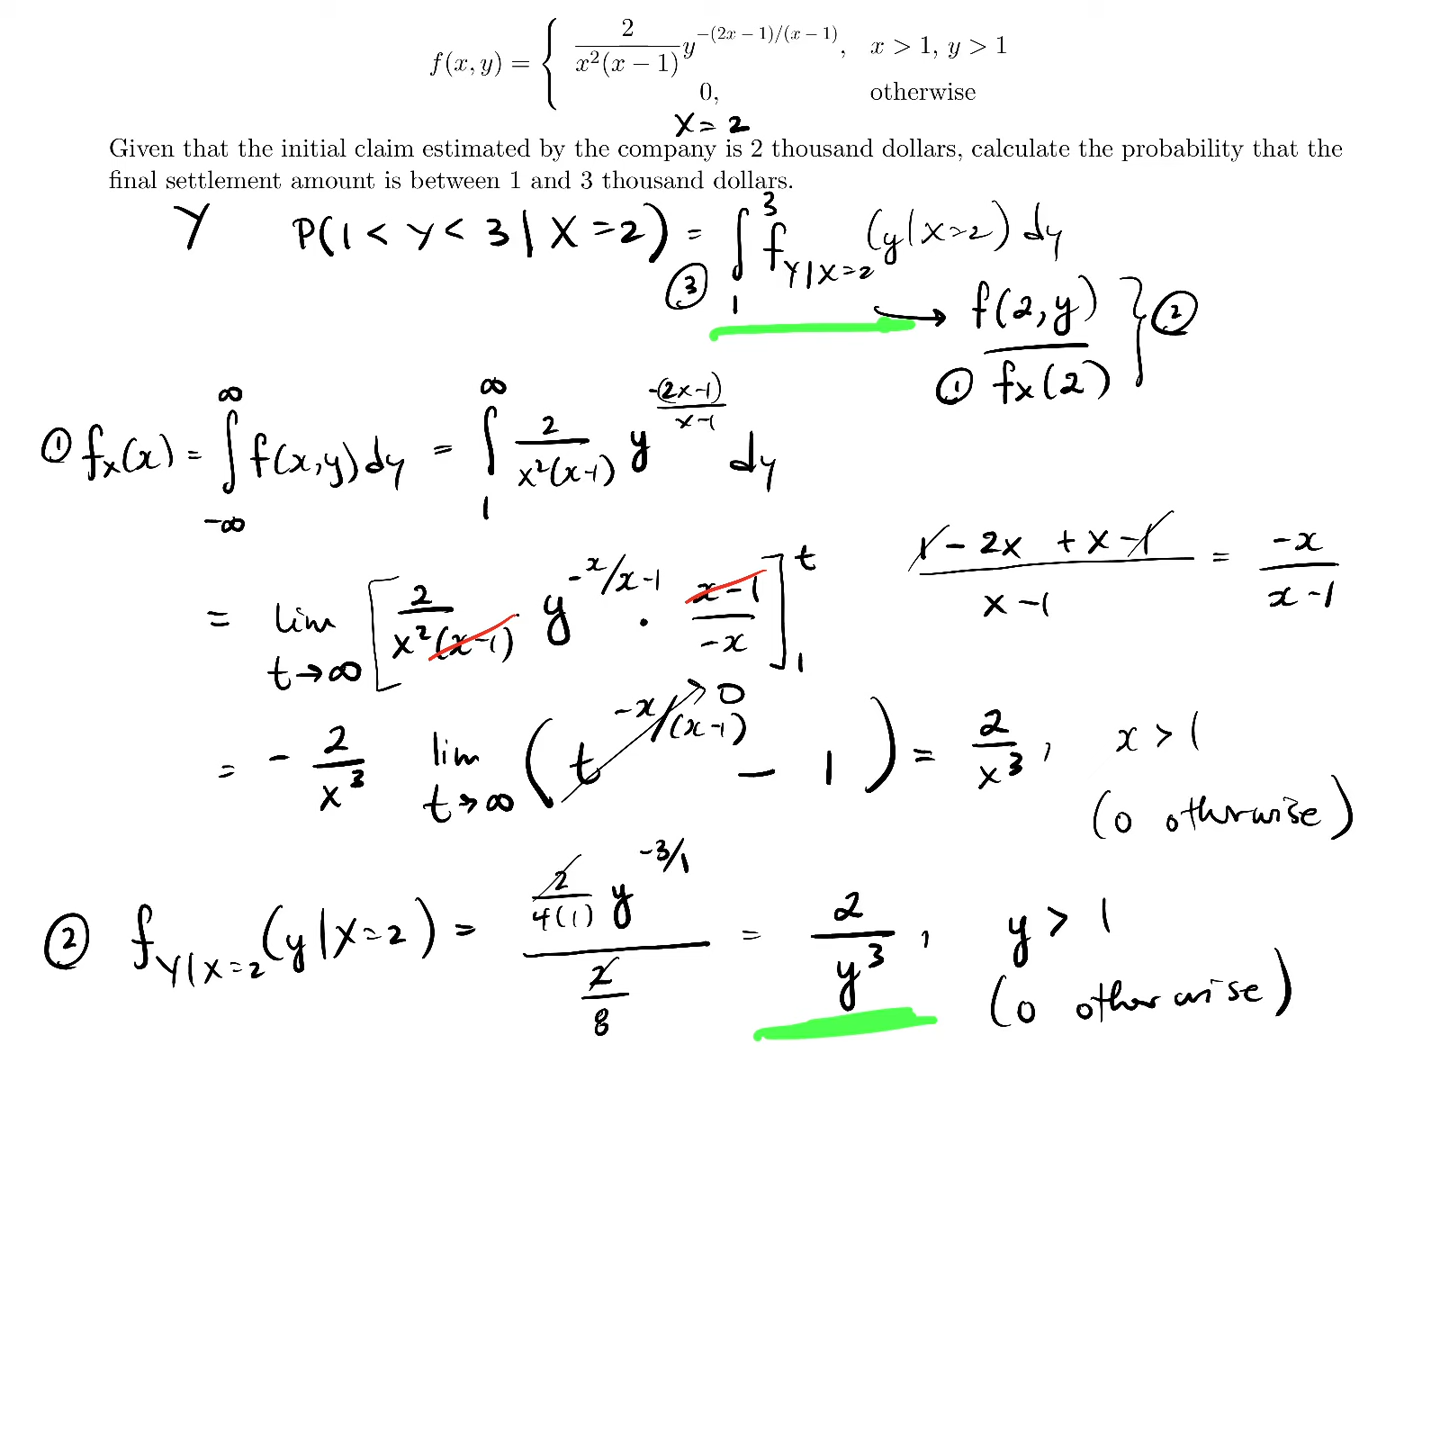 f(x, y) = { 2/(x²(x − 1)) y^(−(2x − 1)/(x − 1)), x > 1, y > 1
0, otherwise
x = 2
Given that the initial claim estimated by the company is 2 thousand dollars, calculate the probability that the
final settlement amount is between 1 and 3 thousand dollars.
Y P(1 < Y < 3 | X = 2) = ∫₁³ f_{Y|X=2} (y|X=2) dy
③ → f(2,y) / ① f_X(2) } ②
① f_X(x) = ∫_{-∞}^{∞} f(x,y) dy = ∫₁^∞ 2/(x²(x-1)) y^(-(2x-1)/(x-1)) dy
= lim t→∞ [ 2/(x²(x-1)) y^(-x/x-1) · (x-1)/(-x) ]₁^t
(1 - 2x + x - 1)/(x-1) = -x/(x-1)
= - 2/x³ lim t→∞ ( t^(-x/(x-1)) →0 - 1 ) = 2/x³, x > 1
(0 otherwise)
② f_{Y|X=2} (y|X=2) = (2/4(1) y^(-3/1)) / (2/8) = 2/y³, y > 1
(0 otherwise)